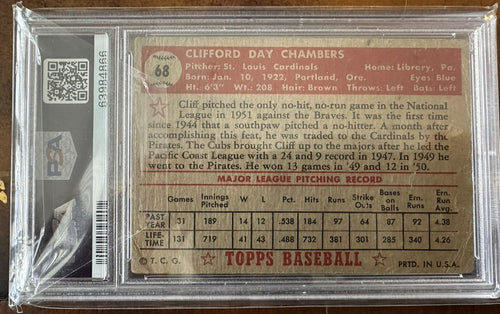 63984866
PSA
68
CLIFFORD DAY CHAMBERS
Pitcher: St. Louis Cardinals Home: Library, Pa.
Born: Jan. 10, 1922, Portland, Ore. Eyes: Blue
Ht. 6'3" Wt.: 208 Hair: Brown Throws: Left Bats: Left
Cliff pitched the only no-hit, no-run game in the National
League in 1951 against the Braves. It was the first time
since 1944 that a southpaw pitched a no-hitter. A month after
accomplishing this feat, he was traded to the Cardinals by the
Pirates. The Cubs brought Cliff up to the majors after he led the
Pacific Coast League with a 24 and 9 record in 1947. In 1949 he
went to the Pirates. He won 13 games in '49 and 12 in '50.
MAJOR LEAGUE PITCHING RECORD
Games Innings Pitched W L Pct. Hits Runs Strike Outs Bases on Balls Ern. Runs Ern. Run Avg.
PAST YEAR 31 189 14 12 .538 184 97 64 87 92 4.38
LIFE-TIME 131 719 41 43 .488 732 380 301 285 340 4.26
© T. C. G. TOPPS BASEBALL PRTD. IN U.S.A.